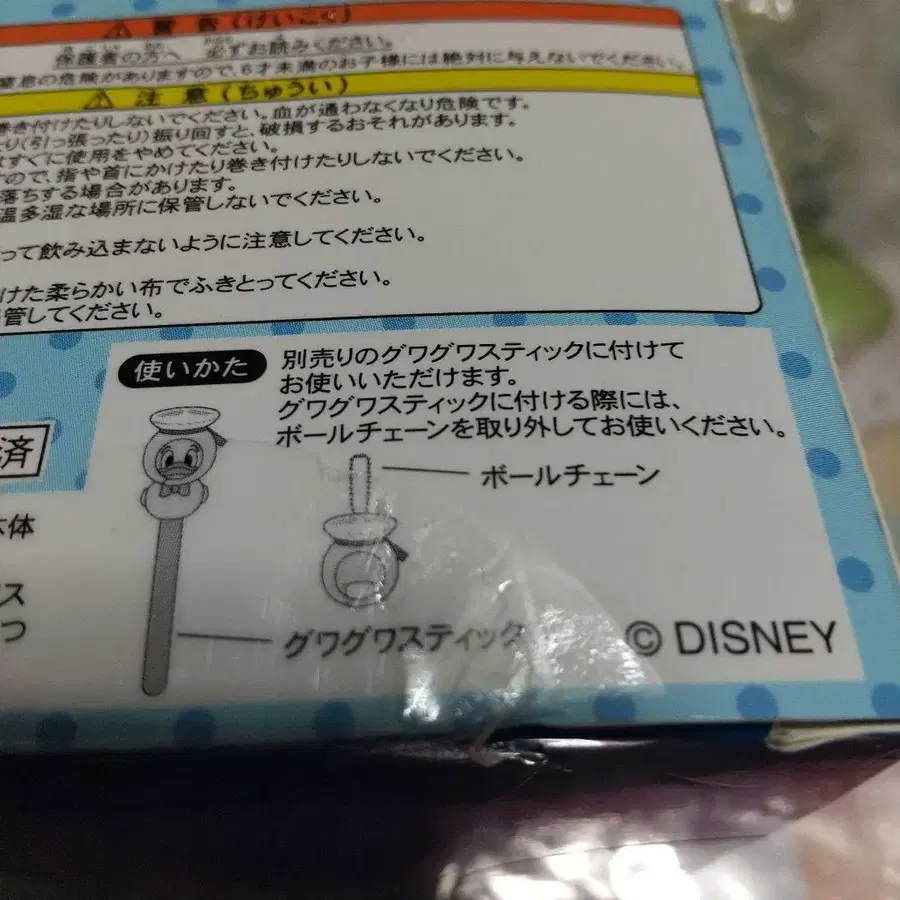 警告(けいこく)
保護者の方へ 必ずお読みください。
窒息の危険がありますので、6才未満のお子様には絶対に与えないでください。
注意(ちゅうい)
巻き付けたりしないでください。血が通わなくなり危険です。
たり(引っ張ったり)振り回すと、破損するおそれがあります。
はすぐに使用をやめてください。
すので、指や首にかけたり巻き付けたりしないでください。
落ちする場合があります。
温多湿な場所に保管しないでください。
って飲み込まないように注意してください。
けた柔らかい布でふきとってください。
管してください。
使いかた
別売りのグワグワスティックに付けて
お使いいただけます。
グワグワスティックに付ける際には、
ボールチェーンを取り外してお使いください。
ボールチェーン
グワグワスティック
済
体
ス
つ
© DISNEY